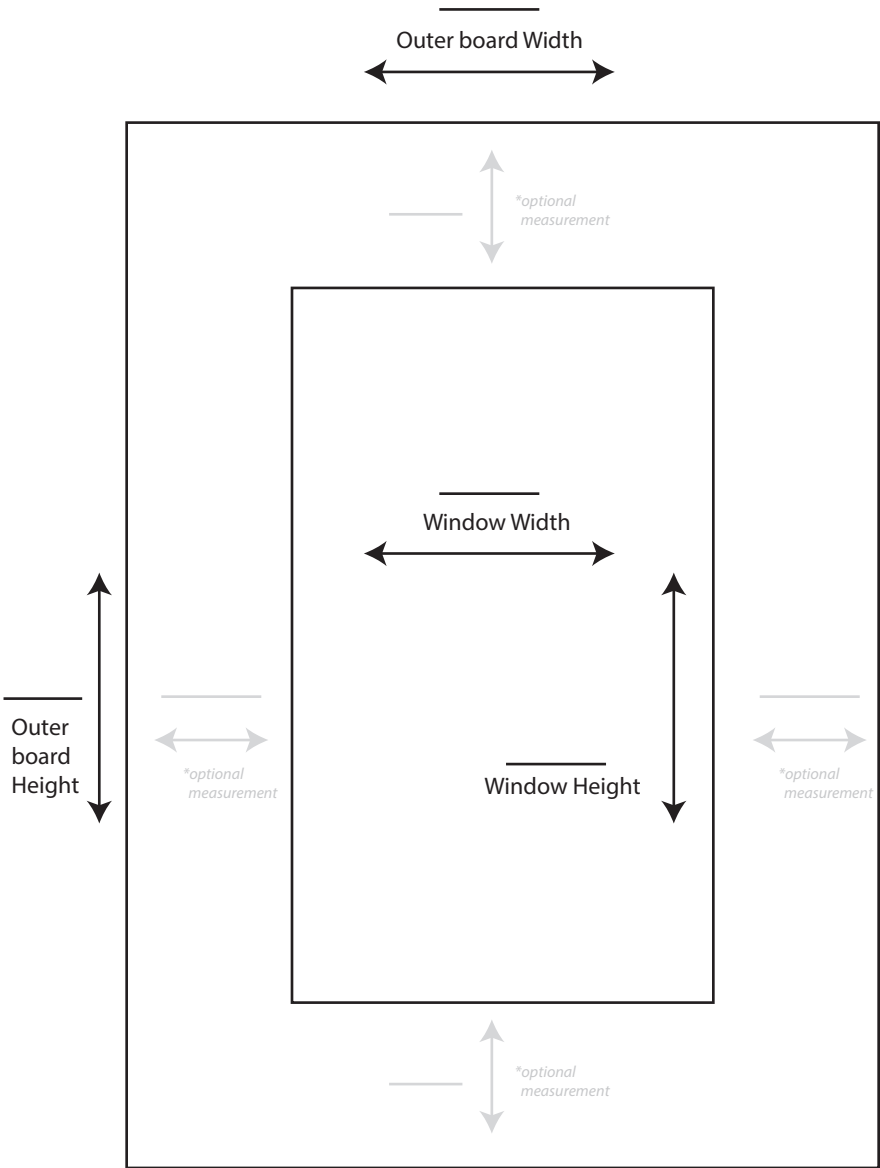 Outer board Width
*optional
measurement
Window Width
Outer
board
Height
*optional
measurement
Window Height
*optional
measurement
*optional
measurement